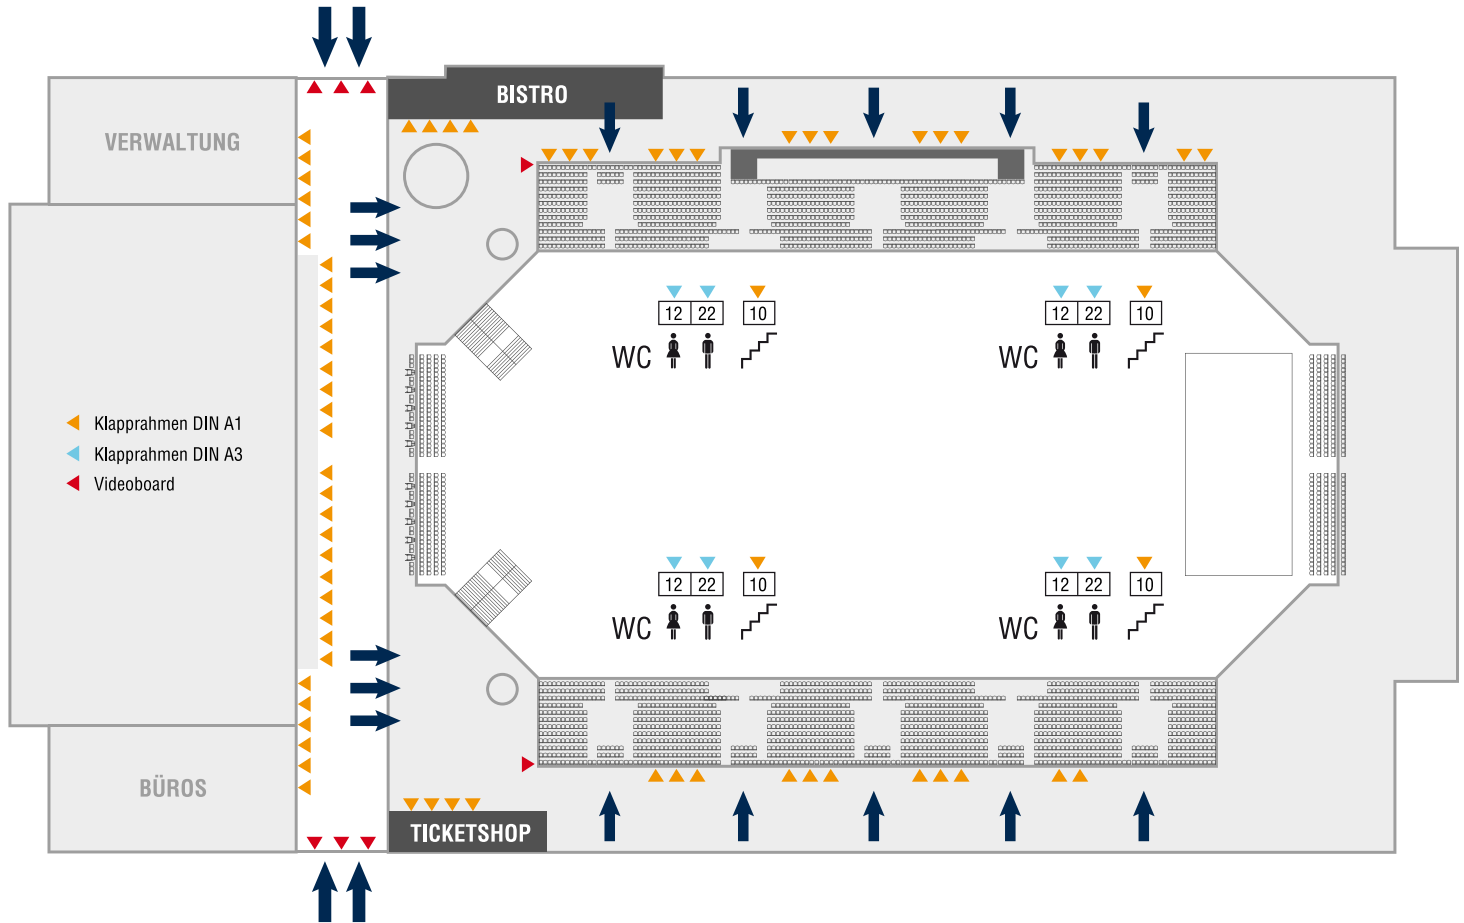 BISTRO
VERWALTUNG
12 22 10
WC
12 22 10
WC
Klapprahmen DIN A1
Klapprahmen DIN A3
Videoboard
12 22 10
WC
12 22 10
WC
BÜROS
TICKETSHOP